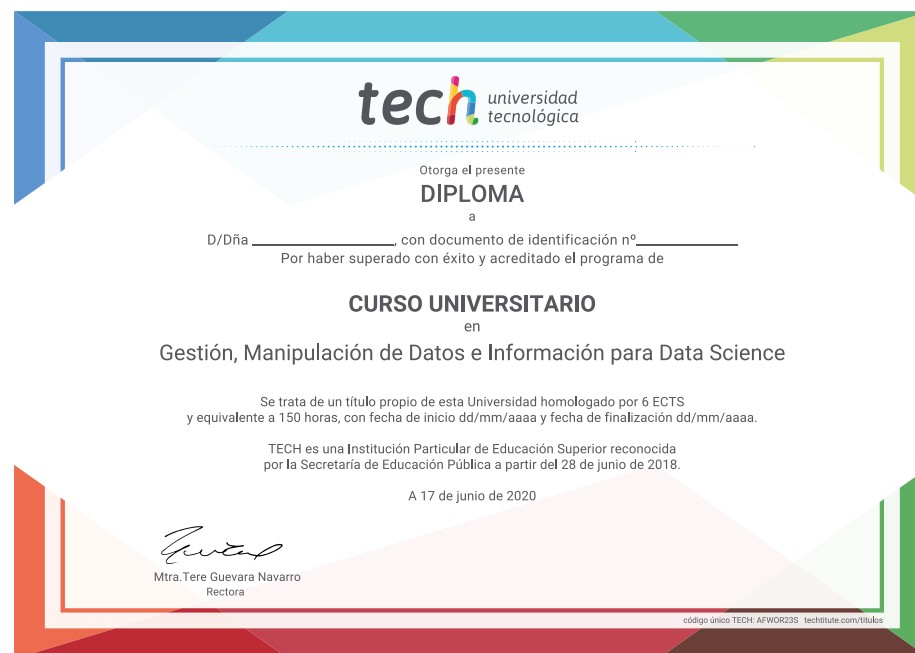 tech universidad
tecnológica
Otorga el presente
DIPLOMA
a
D/Dña ____________________, con documento de identificación nº______________
Por haber superado con éxito y acreditado el programa de
CURSO UNIVERSITARIO
en
Gestión, Manipulación de Datos e Información para Data Science
Se trata de un título propio de esta Universidad homologado por 6 ECTS
y equivalente a 150 horas, con fecha de inicio dd/mm/aaaa y fecha de finalización dd/mm/aaaa.
TECH es una Institución Particular de Educación Superior reconocida
por la Secretaría de Educación Pública a partir del 28 de junio de 2018.
A 17 de junio de 2020
Mtra.Tere Guevara Navarro
Rectora
código único TECH: AFWOR23S techtitute.com/titulos